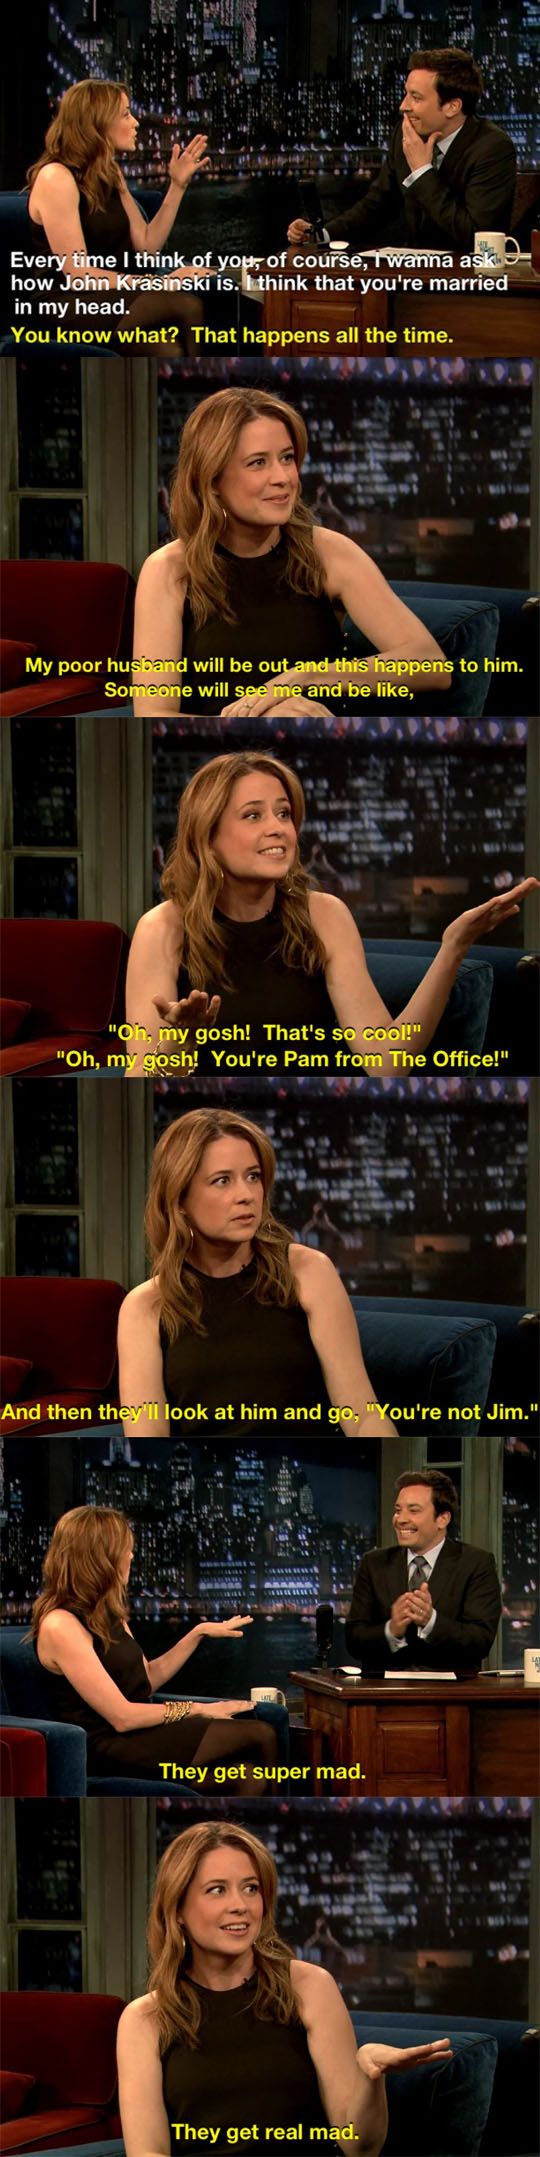 Every time I think of you, of course, I wanna ask
how John Krasinski is. I think that you're married
in my head.
You know what?  That happens all the time.
My poor husband will be out and this happens to him.
Someone will see me and be like,
"Oh, my gosh!  That's so cool!"
"Oh, my gosh!  You're Pam from The Office!"
And then they'll look at him and go, "You're not Jim."
They get super mad.
They get real mad.